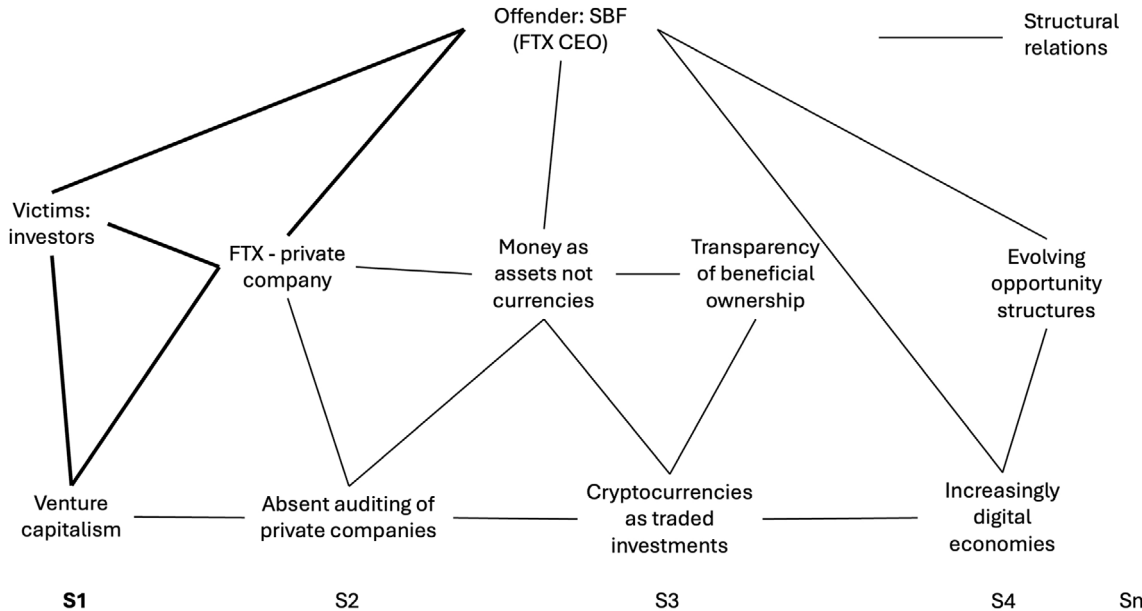 Offender: SBF
(FTX CEO)
Structural
relations
Victims:
investors
FTX - private
company
Money as
assets not
currencies
Transparency
of beneficial
ownership
Evolving
opportunity
structures
Venture
capitalism
Absent auditing of
private companies
Cryptocurrencies
as traded
investments
Increasingly
digital
economies
S1
S2
S3
S4
Sn